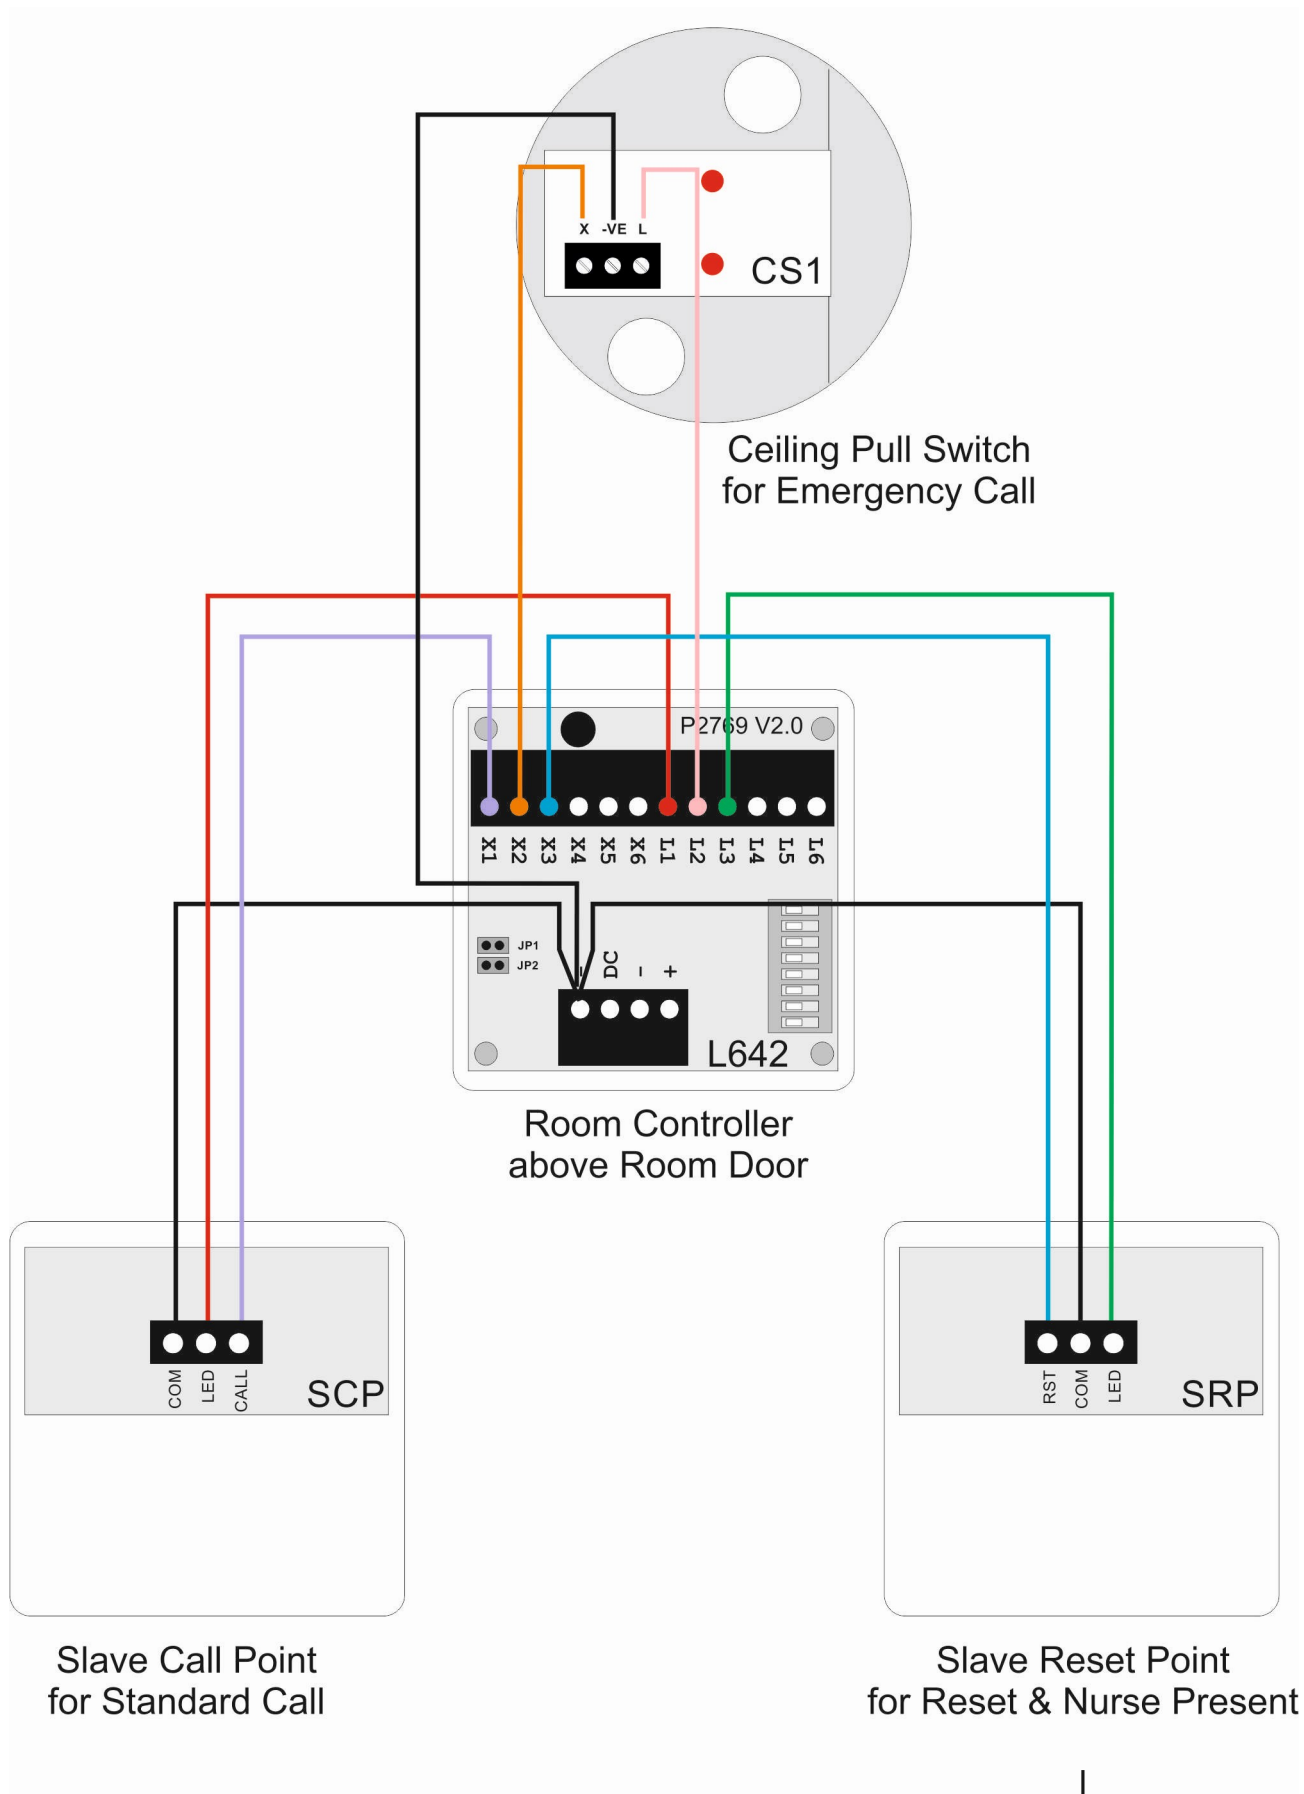 X -VE L
CS1
Ceiling Pull Switch
for Emergency Call
P2769 V2.0
X1 X2 X3 X4 X5 X6 L1 L2 L3 L4 L5 L6
JP1
JP2
- DC - +
L642
Room Controller
above Room Door
COM LED CALL
SCP
RST COM LED
SRP
Slave Call Point
for Standard Call
Slave Reset Point
for Reset & Nurse Present